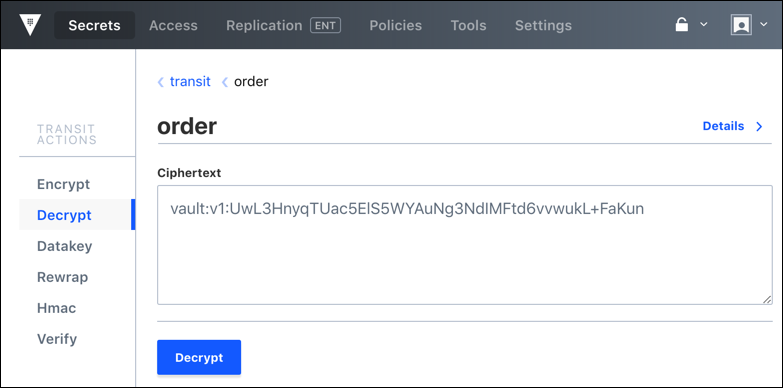 Secrets Access Replication ENT Policies Tools Settings
transit order
TRANSIT
ACTIONS
order
Details
Encrypt
Decrypt
Datakey
Rewrap
Hmac
Verify
Ciphertext
vault:v1:UwL3HnyqTUac5ElS5WYAuNg3NdIMFtd6vvwukL+FaKun
Decrypt